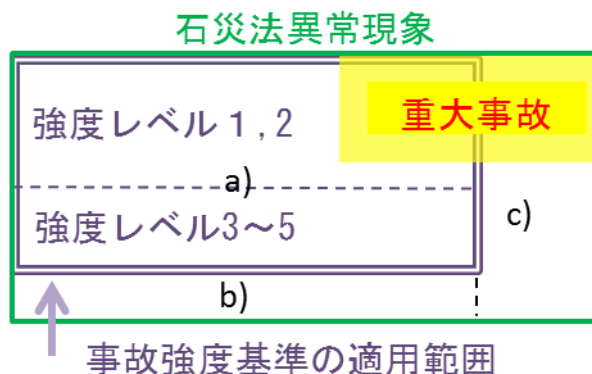 石災法異常現象
強度レベル１,2
重大事故
a)
強度レベル3～5
c)
b)
事故強度基準の適用範囲